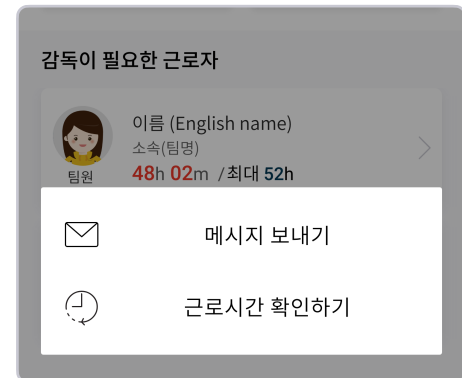 감독이 필요한 근로자
이름 (English name)
소속(팀명)
팀원
48h 02m /최대 52h
메시지 보내기
근로시간 확인하기